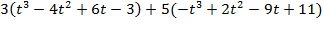 3(t³ − 4t² + 6t − 3) + 5(−t³ + 2t² − 9t + 11)